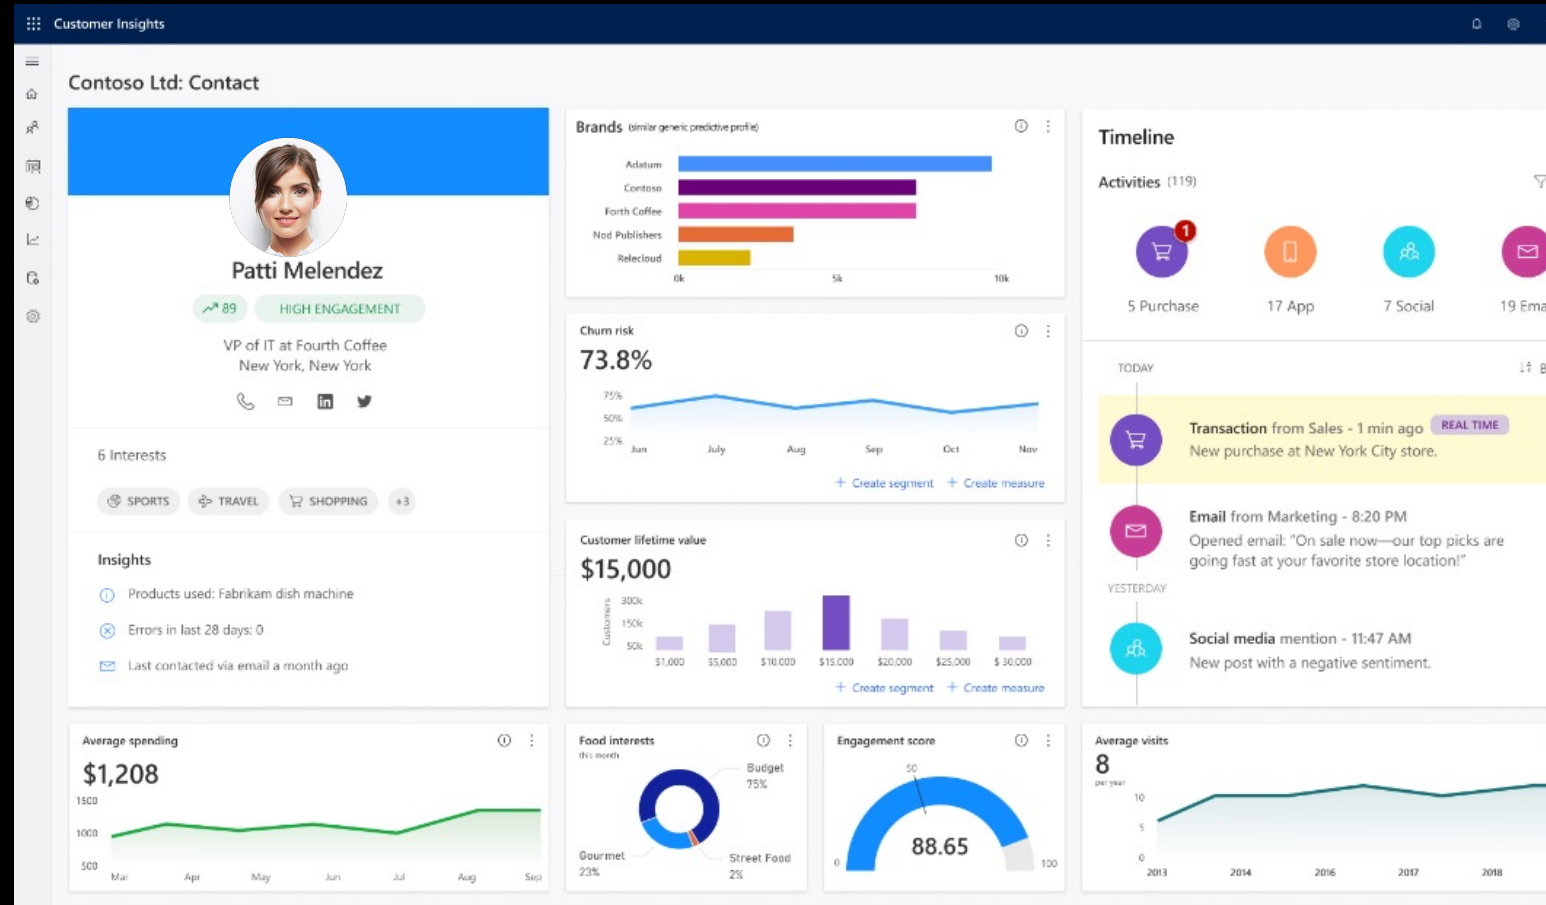 Customer Insights
Contoso Ltd: Contact
Patti Melendez
89
HIGH ENGAGEMENT
VP of IT at Fourth Coffee
New York, New York
in
6 Interests
SPORTS
TRAVEL
SHOPPING
+3
Insights
Products used: Fabrikam dish machine
Errors in last 28 days: 0
Last contacted via email a month ago
Brands (similar generic predictive profile)
Adatum
Contoso
Forth Coffee
Nod Publishers
Relecloud
0k 5k 10k
Churn risk
73.8%
75%
50%
25%
Jun July Aug Sep Oct Nov
+ Create segment + Create measure
Customer lifetime value
$15,000
Customers
300k
150k
50k
$1,000 $5,000 $10.000 $15,000 $20,000 $25,000 $ 30.000
+ Create segment + Create measure
Timeline
Activities (119)
1
5 Purchase
17 App
7 Social
19 Ema
TODAY
B
Transaction from Sales - 1 min ago REAL TIME
New purchase at New York City store.
Email from Marketing - 8:20 PM
Opened email: “On sale now—our top picks are
going fast at your favorite store location!”
YESTERDAY
Social media mention - 11:47 AM
New post with a negative sentiment.
Average spending
$1,208
1500
1000
500
Mar Apr May Jun Jul Aug Sep
Food interests
this month
Budget
75%
Gourmet
23%
Street Food
2%
Engagement score
50
88.65
0
100
Average visits
8
per year
10
5
0
2013 2014 2016 2017 2018